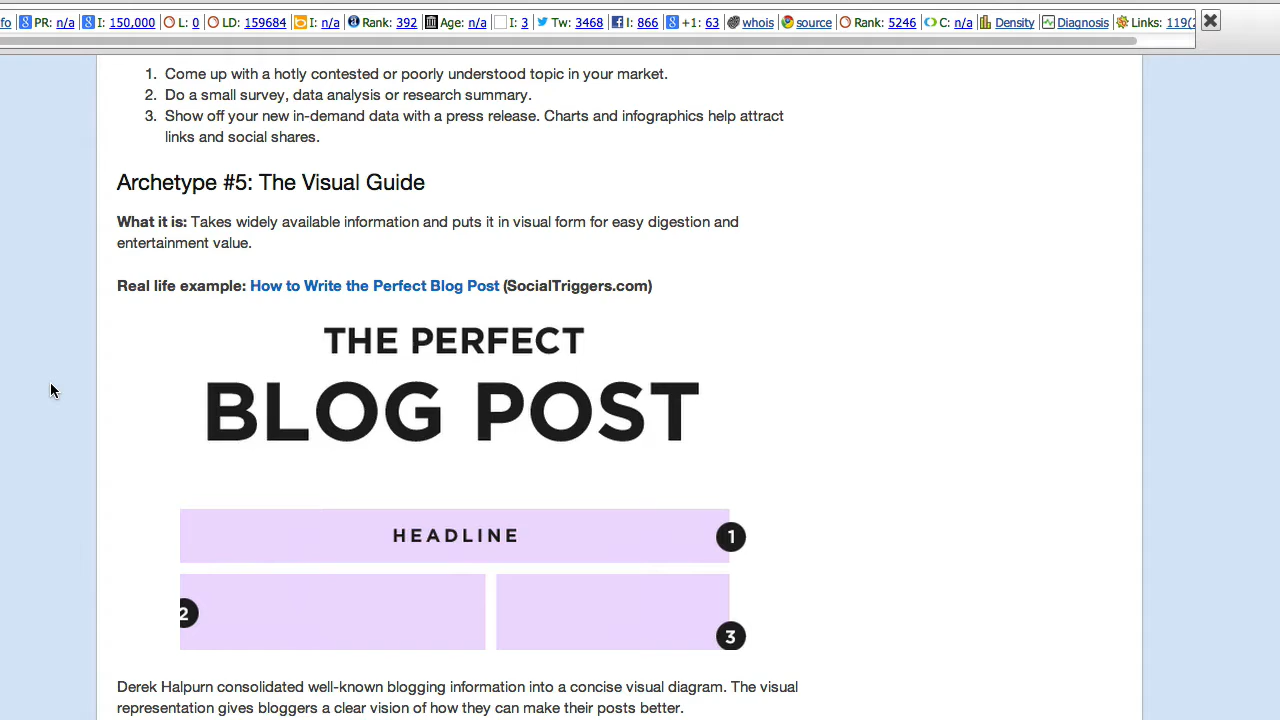 fo PR: n/a I: 150,000 L: 0 LD: 159684 I: n/a Rank: 392 Age: n/a I: 3 Tw: 3468 I: 866 +1: 63 whois source Rank: 5246 C: n/a Density Diagnosis Links: 119(
1. Come up with a hotly contested or poorly understood topic in your market.
2. Do a small survey, data analysis or research summary.
3. Show off your new in-demand data with a press release. Charts and infographics help attract
links and social shares.
Archetype #5: The Visual Guide
What it is: Takes widely available information and puts it in visual form for easy digestion and
entertainment value.
Real life example: How to Write the Perfect Blog Post (SocialTriggers.com)
THE PERFECT
BLOG POST
HEADLINE 1
2
3
Derek Halpurn consolidated well-known blogging information into a concise visual diagram. The visual
representation gives bloggers a clear vision of how they can make their posts better.